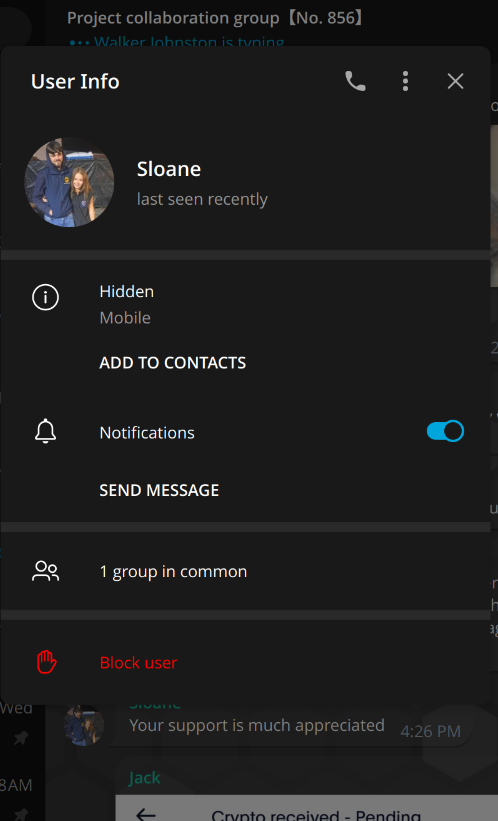 Project collaboration group【No. 856】
Walker Johnston is typing
User Info
Sloane
last seen recently
Hidden
Mobile
ADD TO CONTACTS
Notifications
SEND MESSAGE
1 group in common
Block user
Wed
Sloane
Your support is much appreciated 4:26 PM
Jack
8AM
Crypto received - Pending